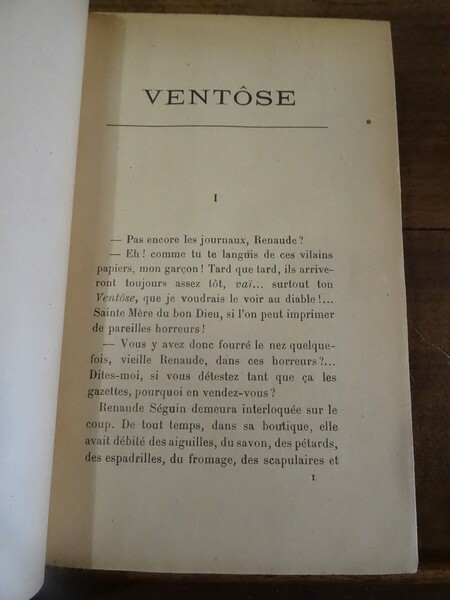 VENTÔSE
I
— Pas encore les journaux, Renaude?
— Eh! comme tu te languis de ces vilains
papiers, mon garçon! Tard que tard, ils arrive-
ront toujours assez tôt, vaï... surtout ton
Ventôse, que je voudrais le voir au diable!...
Sainte Mère du bon Dieu, si l'on peut imprimer
de pareilles horreurs!
— Vous y avez donc fourré le nez quelque-
fois, vieille Renaude, dans ces horreurs?...
Dites-moi, si vous détestez tant que ça les
gazettes, pourquoi en vendez-vous?
Renaude Séguin demeura interloquée sur le
coup. De tout temps, dans sa boutique, elle
avait débité des aiguilles, du savon, des pétards,
des espadrilles, du fromage, des scapulaires et
I